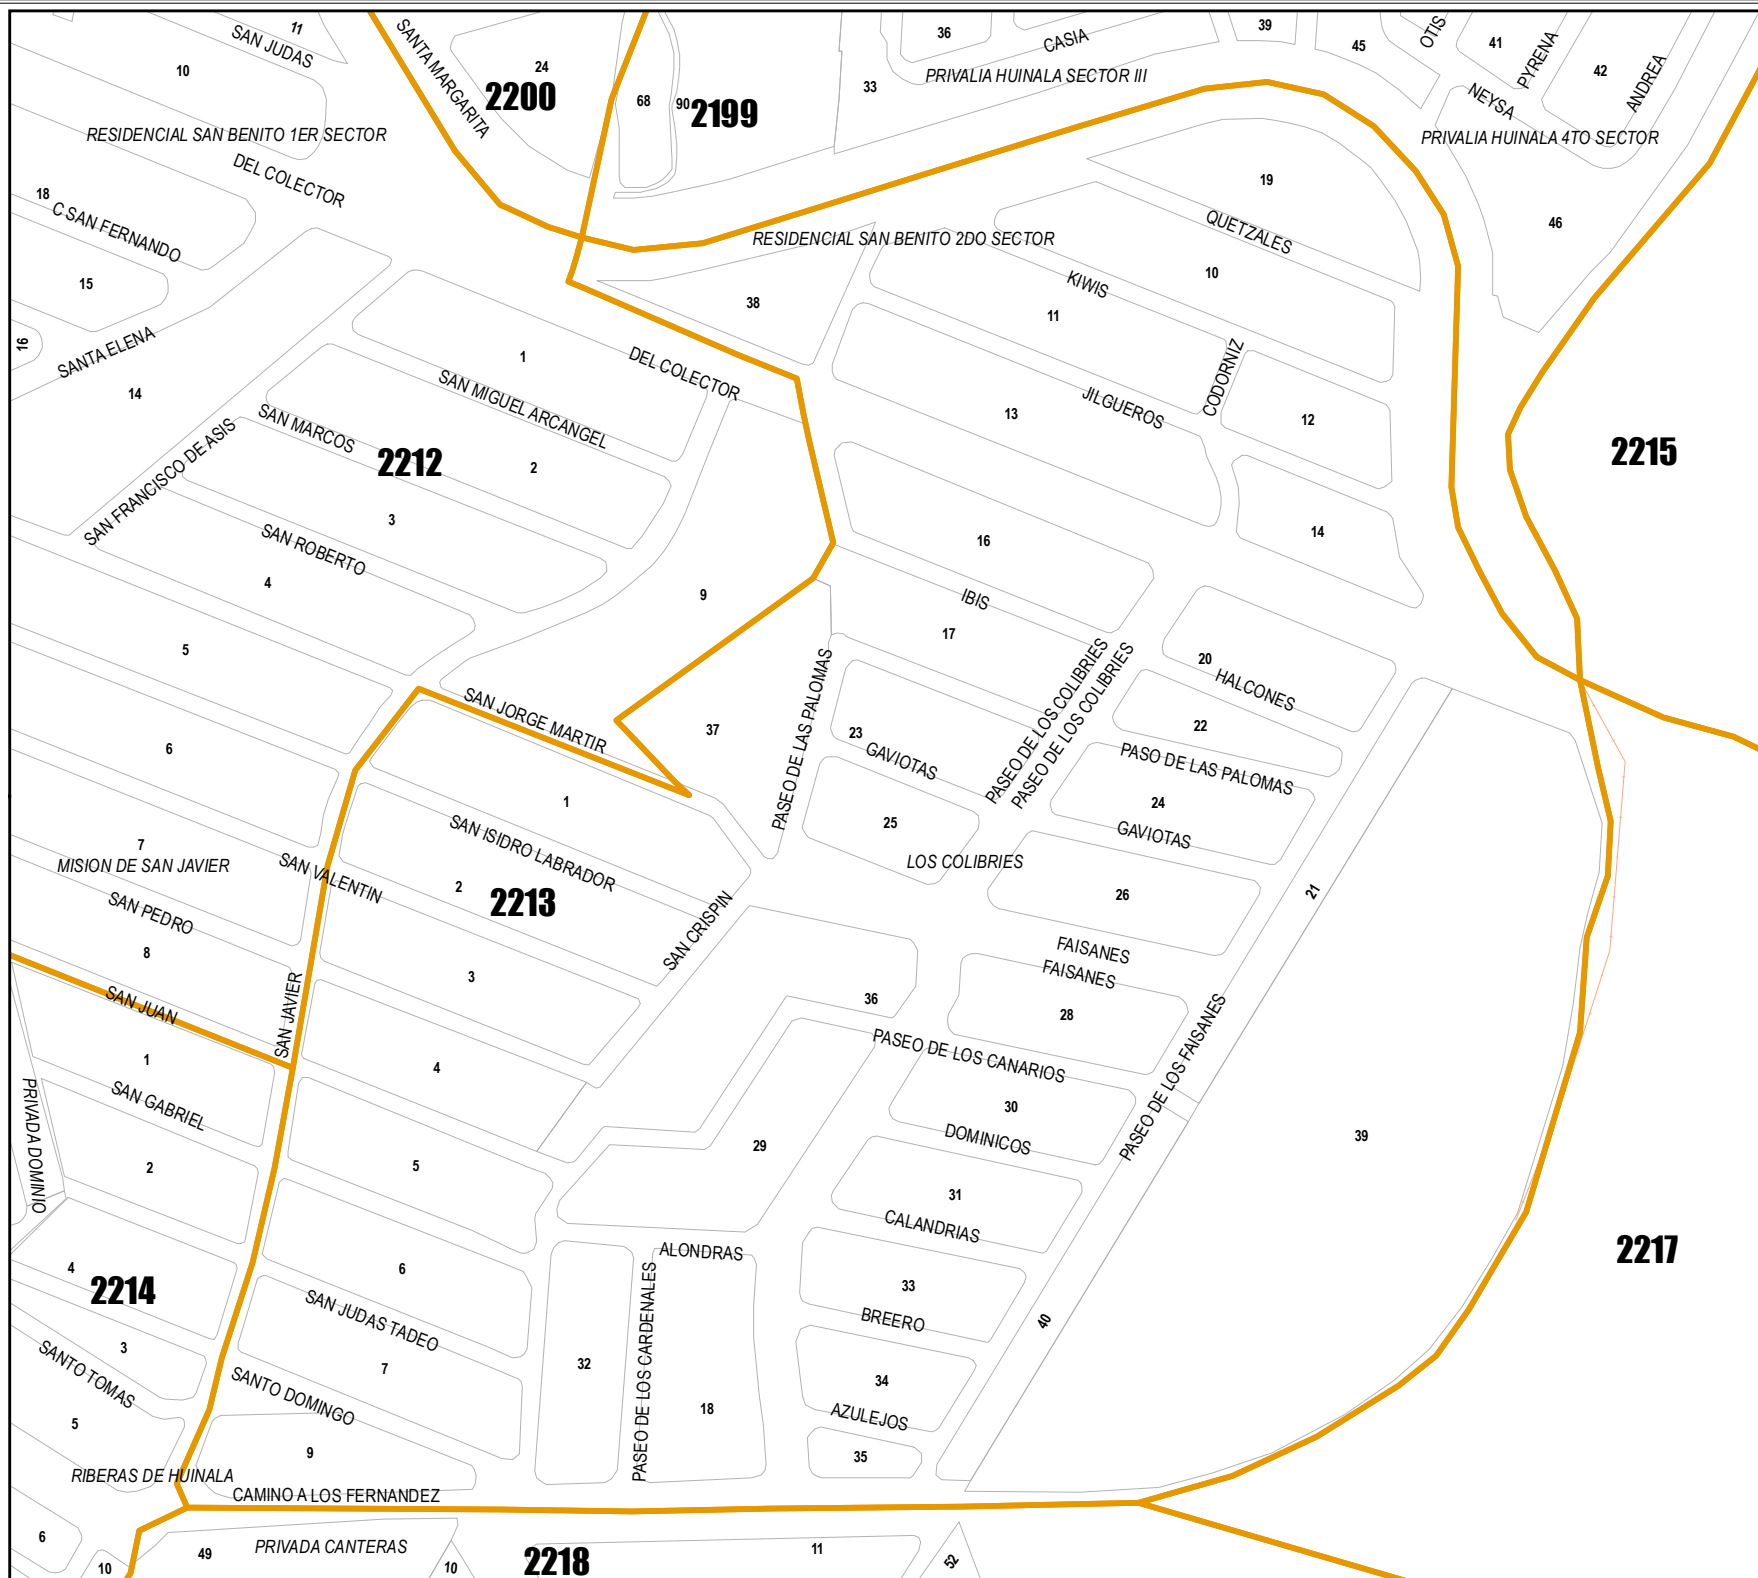 11
SAN JUDAS
10
SANTA MARGARITA
24
2200
68
90
2199
36
CASIA
39
45
OTIS
41
PYRENA
42
ANDREA
33
PRIVALIA HUINALA SECTOR III
NEYSA
PRIVALIA HUINALA 4TO SECTOR
RESIDENCIAL SAN BENITO 1ER SECTOR
DEL COLECTOR
18
C SAN FERNANDO
15
16
SANTA ELENA
14
19
QUETZALES
46
RESIDENCIAL SAN BENITO 2DO SECTOR
10
KIWIS
38
11
1
DEL COLECTOR
CODORNIZ
SAN MIGUEL ARCANGEL
JILGUEROS
13
12
SAN MARCOS
2212
2
2215
SAN FRANCISCO DE ASIS
3
SAN ROBERTO
16
14
4
9
IBIS
17
5
PASEO DE LOS COLIBRIES
PASEO DE LOS COLIBRIES
20
HALCONES
PASEO DE LAS PALOMAS
SAN JORGE MARTIR
37
23
GAVIOTAS
22
PASO DE LAS PALOMAS
6
1
24
GAVIOTAS
25
SAN ISIDRO LABRADOR
7
MISION DE SAN JAVIER
SAN VALENTIN
LOS COLIBRIES
2
2213
26
21
SAN PEDRO
SAN CRISPIN
FAISANES
FAISANES
8
3
SAN JUAN
SAN JAVIER
36
28
PASEO DE LOS CANARIOS
PASEO DE LOS FAISANES
1
4
SAN GABRIEL
PRIVADA DOMINIO
30
DOMINICOS
29
39
2
5
31
CALANDRIAS
ALONDRAS
2217
4
2214
6
33
BREERO
SAN JUDAS TADEO
40
PASEO DE LOS CARDENALES
3
SANTO TOMAS
7
32
34
SANTO DOMINGO
18
AZULEJOS
5
9
35
RIBERAS DE HUINALA
CAMINO A LOS FERNANDEZ
6
49
PRIVADA CANTERAS
10
10
2218
11
52